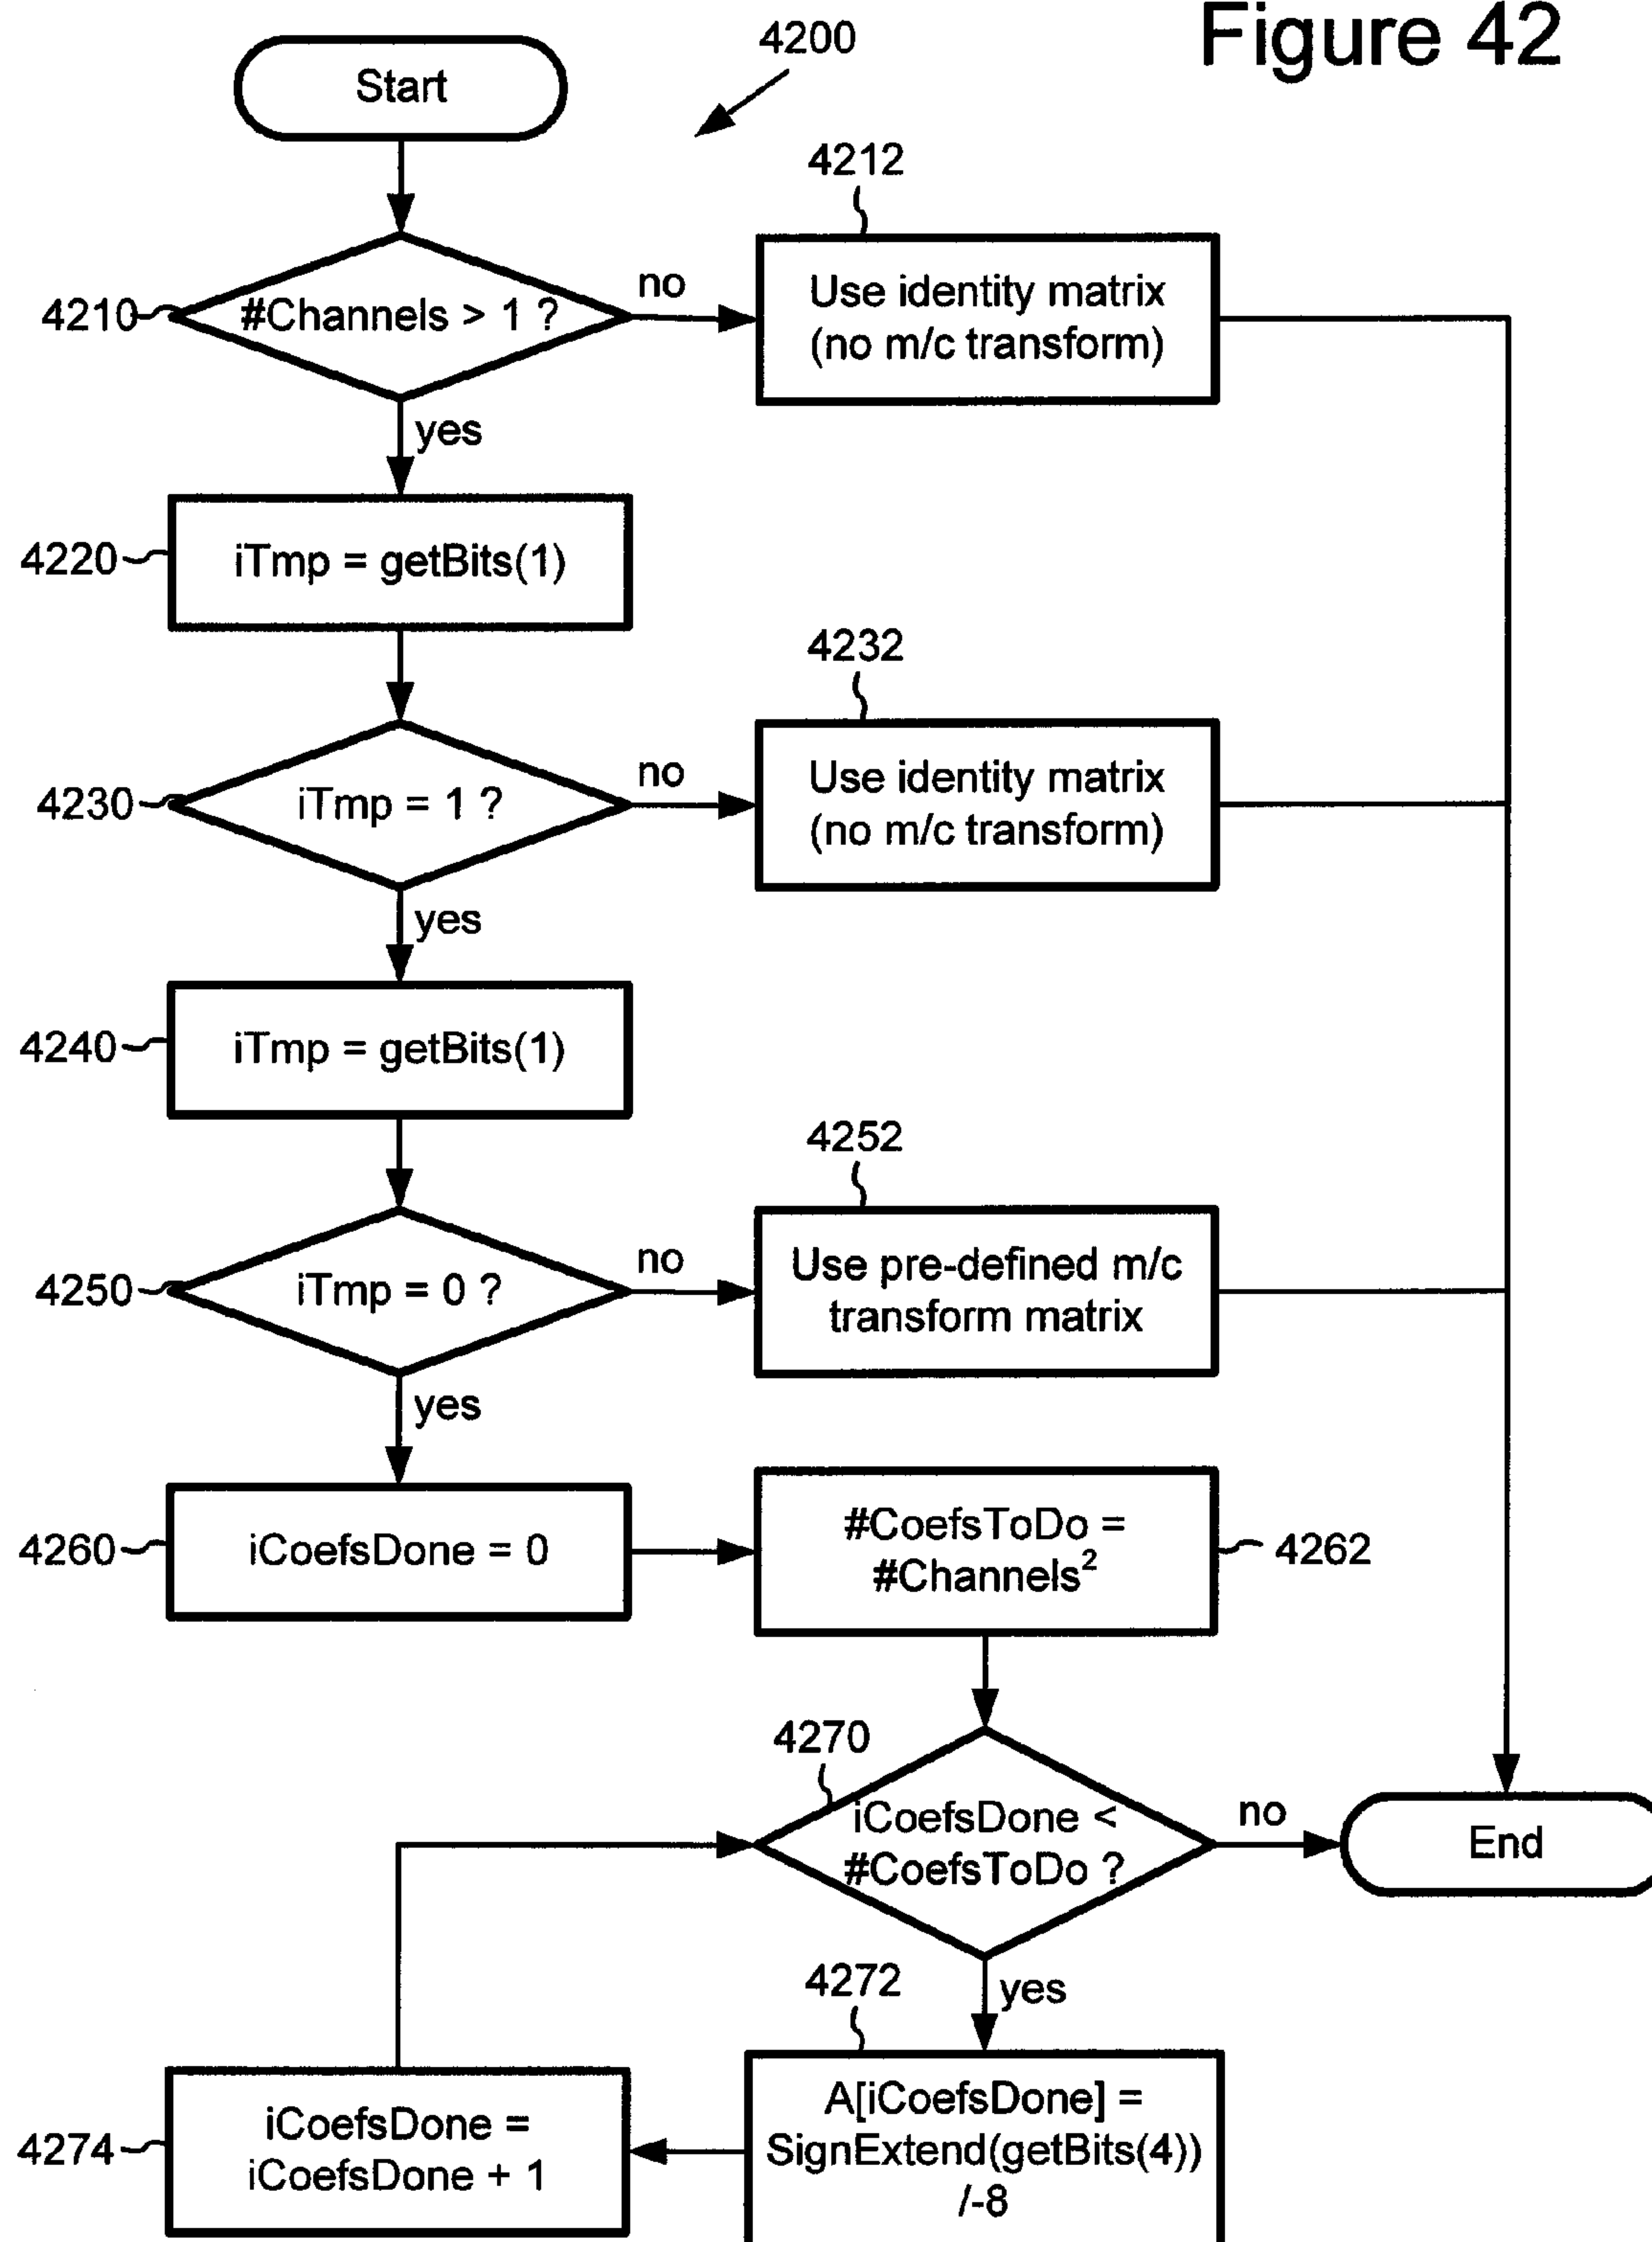 Figure 42
4200
Start
4212
4210
#Channels > 1 ?
no
Use identity matrix
(no m/c transform)
yes
4220
iTmp = getBits(1)
4232
4230
iTmp = 1 ?
no
Use identity matrix
(no m/c transform)
yes
4240
iTmp = getBits(1)
4252
4250
iTmp = 0 ?
no
Use pre-defined m/c
transform matrix
yes
4260
iCoefsDone = 0
#CoefsToDo =
#Channels²
4262
4270
iCoefsDone <
#CoefsToDo ?
no
End
yes
4272
A[iCoefsDone] =
SignExtend(getBits(4))
/-8
4274
iCoefsDone =
iCoefsDone + 1